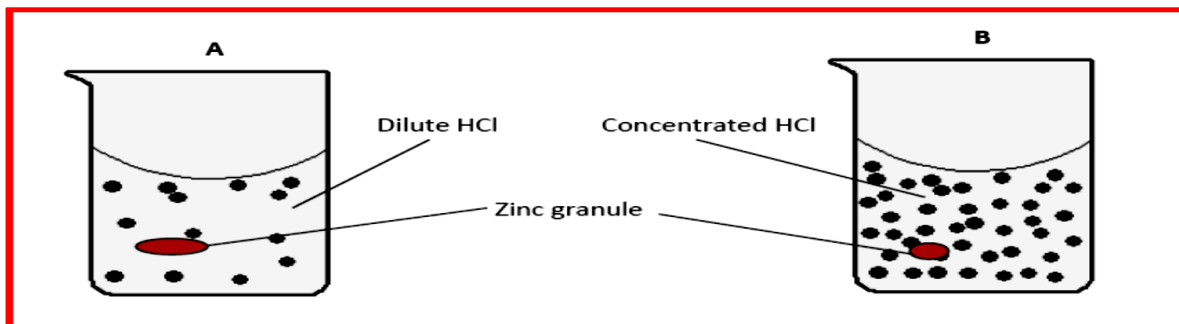 A
B
Dilute HCl
Concentrated HCl
Zinc granule